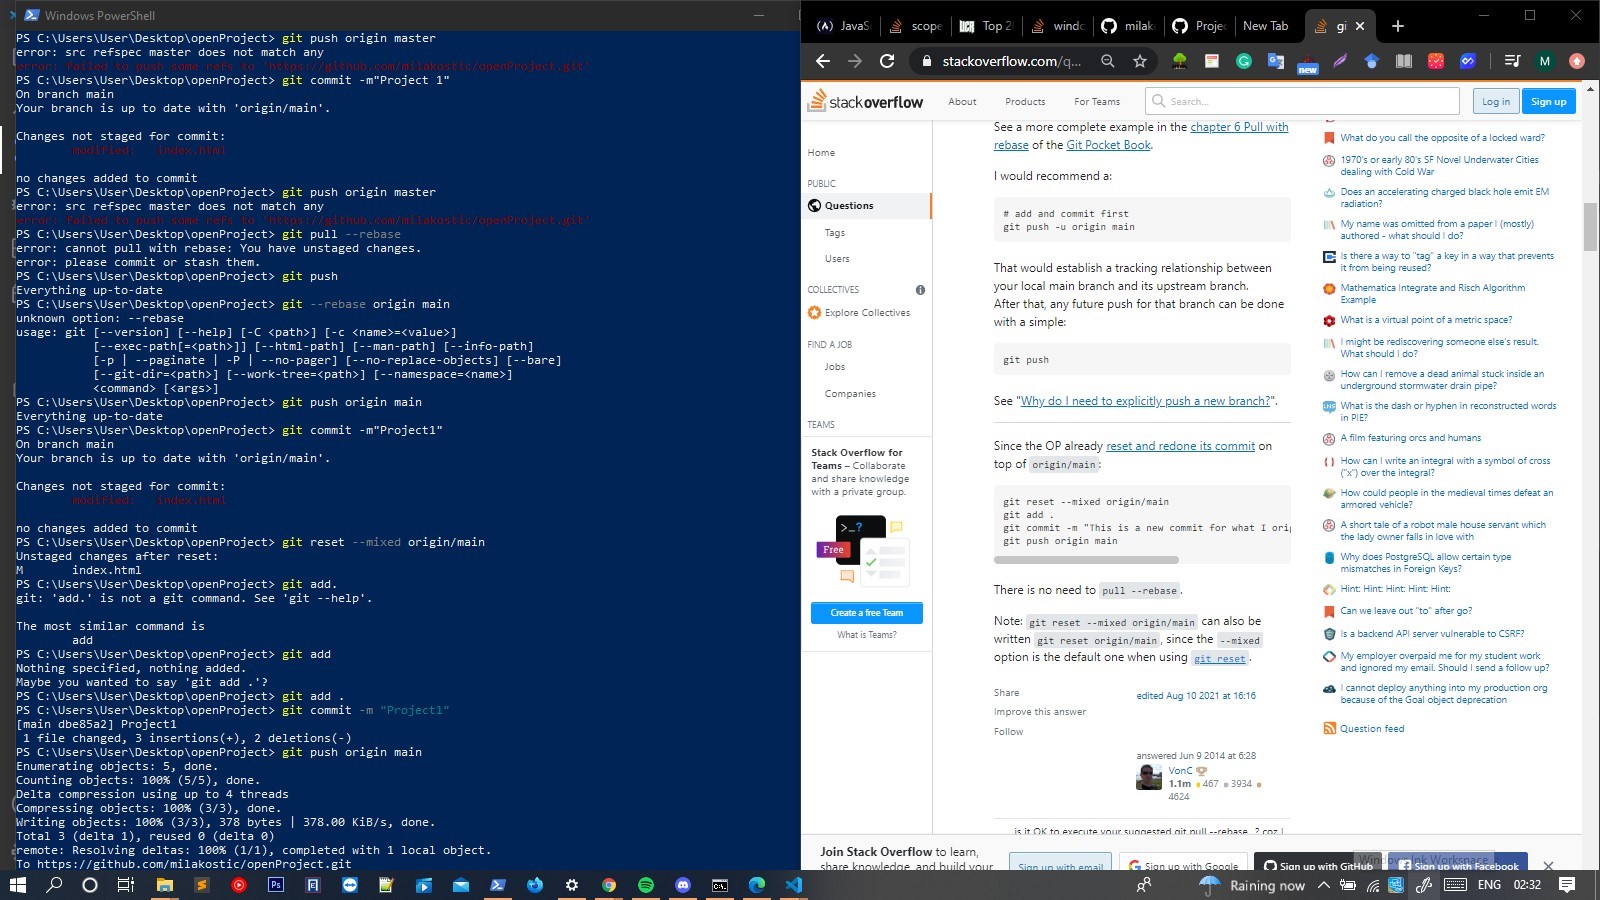 Windows PowerShell
PS C:\Users\User\Desktop\openProject> git push origin master
error: src refspec master does not match any
error: failed to push some refs to 'https://github.com/milakostic/openProject.git'
PS C:\Users\User\Desktop\openProject> git commit -m"Project 1"
On branch main
Your branch is up to date with 'origin/main'.
Changes not staged for commit:
modified:   index.html
no changes added to commit
PS C:\Users\User\Desktop\openProject> git push origin master
error: src refspec master does not match any
error: failed to push some refs to 'https://github.com/milakostic/openProject.git'
PS C:\Users\User\Desktop\openProject> git pull --rebase
error: cannot pull with rebase: You have unstaged changes.
error: please commit or stash them.
PS C:\Users\User\Desktop\openProject> git push
Everything up-to-date
PS C:\Users\User\Desktop\openProject> git --rebase origin main
unknown option: --rebase
usage: git [--version] [--help] [-C <path>] [-c <name>=<value>]
[--exec-path[=<path>]] [--html-path] [--man-path] [--info-path]
[-p | --paginate | -P | --no-pager] [--no-replace-objects] [--bare]
[--git-dir=<path>] [--work-tree=<path>] [--namespace=<name>]
<command> [<args>]
PS C:\Users\User\Desktop\openProject> git push origin main
Everything up-to-date
PS C:\Users\User\Desktop\openProject> git commit -m"Project1"
On branch main
Your branch is up to date with 'origin/main'.
Changes not staged for commit:
modified:   index.html
no changes added to commit
PS C:\Users\User\Desktop\openProject> git reset --mixed origin/main
Unstaged changes after reset:
M       index.html
PS C:\Users\User\Desktop\openProject> git add.
git: 'add.' is not a git command. See 'git --help'.
The most similar command is
add
PS C:\Users\User\Desktop\openProject> git add
Nothing specified, nothing added.
Maybe you wanted to say 'git add .'?
PS C:\Users\User\Desktop\openProject> git add .
PS C:\Users\User\Desktop\openProject> git commit -m "Project1"
[main dbe85a2] Project1
1 file changed, 3 insertions(+), 2 deletions(-)
PS C:\Users\User\Desktop\openProject> git push origin main
Enumerating objects: 5, done.
Counting objects: 100% (5/5), done.
Delta compression using up to 4 threads
Compressing objects: 100% (3/3), done.
Writing objects: 100% (3/3), 378 bytes | 378.00 KiB/s, done.
Total 3 (delta 1), reused 0 (delta 0)
remote: Resolving deltas: 100% (1/1), completed with 1 local object.
To https://github.com/milakostic/openProject.git
JavaS
scope
Top 2
windo
milak
Projec
New Tab
gi
stackoverflow.com/q...
new
M
stackoverflow
About
Products
For Teams
Search...
Log in
Sign up
Home
PUBLIC
Questions
Tags
Users
COLLECTIVES
Explore Collectives
FIND A JOB
Jobs
Companies
TEAMS
Stack Overflow for
Teams – Collaborate
and share knowledge
with a private group.
>_?
Free
Create a free Team
What is Teams?
See a more complete example in the chapter 6 Pull with
rebase of the Git Pocket Book.
I would recommend a:
# add and commit first
git push -u origin main
That would establish a tracking relationship between
your local main branch and its upstream branch.
After that, any future push for that branch can be done
with a simple:
git push
See "Why do I need to explicitly push a new branch?".
Since the OP already reset and redone its commit on
top of origin/main:
git reset --mixed origin/main
git add .
git commit -m "This is a new commit for what I orig
git push origin main
There is no need to pull --rebase.
Note: git reset --mixed origin/main can also be
written git reset origin/main, since the --mixed
option is the default one when using git reset.
Share
Improve this answer
Follow
edited Aug 10 2021 at 16:16
answered Jun 9 2014 at 6:28
VonC
1.1m 467 3934
4624
is it OK to execute your suggested git pull --rebase ..? coz I
What do you call the opposite of a locked ward?
1970's or early 80's SF Novel Underwater Cities
dealing with Cold War
Does an accelerating charged black hole emit EM
radiation?
My name was omitted from a paper I (mostly)
authored - what should I do?
Is there a way to "tag" a key in a way that prevents
it from being reused?
Mathematica Integrate and Risch Algorithm
Example
What is a virtual point of a metric space?
I might be rediscovering someone else's result.
What should I do?
How can I remove a dead animal stuck inside an
underground stormwater drain pipe?
What is the dash or hyphen in reconstructed words
in PIE?
A film featuring orcs and humans
How can I write an integral with a symbol of cross
("x") over the integral?
How could people in the medieval times defeat an
armored vehicle?
A short tale of a robot male house servant which
the lady owner falls in love with
Why does PostgreSQL allow certain type
mismatches in Foreign Keys?
Hint: Hint: Hint: Hint: Hint:
Can we leave out "to" after go?
Is a backend API server vulnerable to CSRF?
My employer overpaid me for my student work
and ignored my email. Should I send a follow up?
I cannot deploy anything into my production org
because of the Goal object deprecation
Question feed
Join Stack Overflow to learn,
share knowledge, and build your
Sign up with email
Sign up with Google
Sign up with GitHub
Sign up with Facebook
Windows Ink Workspace
Ps
Raining now
ENG
02:32